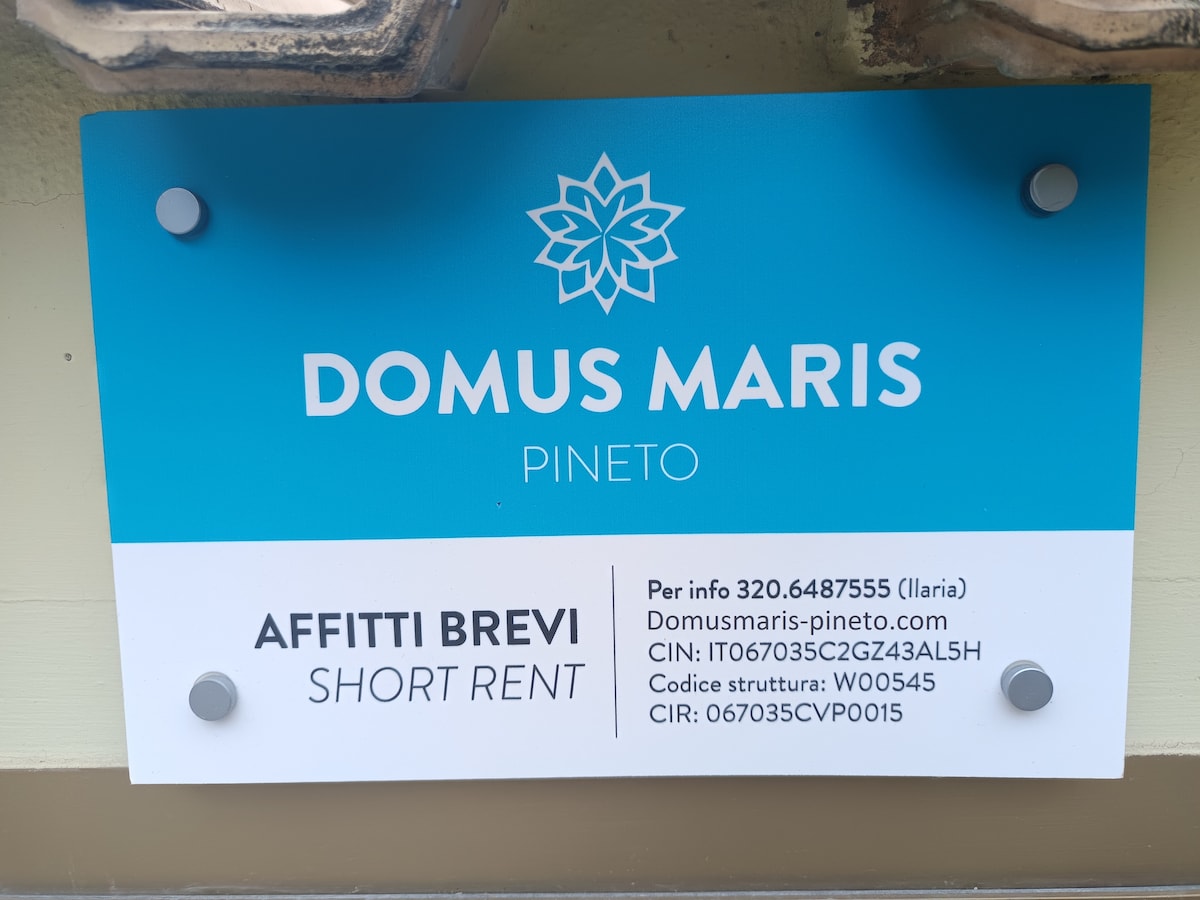 DOMUS MARIS
PINETO
AFFITTI BREVI
SHORT RENT
Per info 320.6487555 (Ilaria)
Domusmaris-pineto.com
CIN: IT067035C2GZ43AL5H
Codice struttura: W00545
CIR: 067035CVP0015